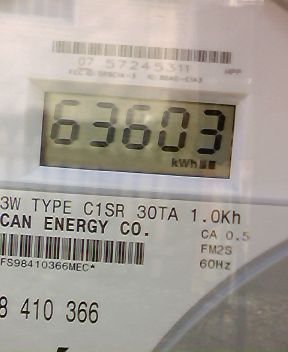 07 57245311
63603
kWh
3W TYPE C1SR 30TA 1.0Kh
CAN ENERGY CO.
CA 0.5
FM2S
FS98410366MEC*
60Hz
8 410 366